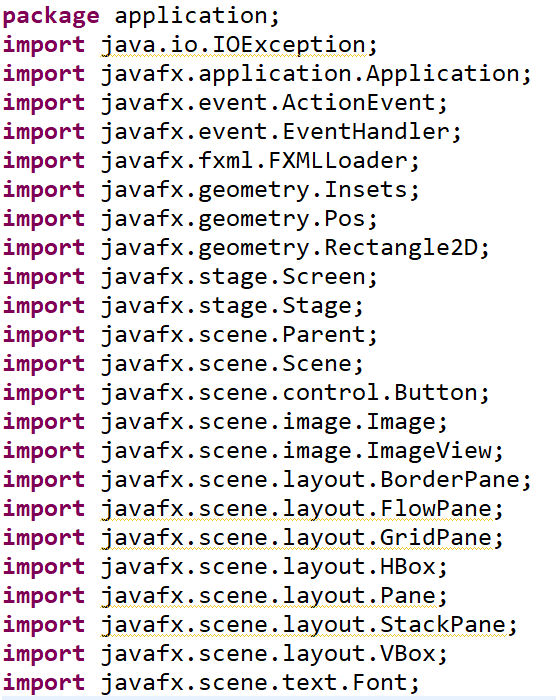 package application;
import java.io.IOException;
import javafx.application.Application;
import javafx.event.ActionEvent;
import javafx.event.EventHandler;
import javafx.fxml.FXMLLoader;
import javafx.geometry.Insets;
import javafx.geometry.Pos;
import javafx.geometry.Rectangle2D;
import javafx.stage.Screen;
import javafx.stage.Stage;
import javafx.scene.Parent;
import javafx.scene.Scene;
import javafx.scene.control.Button;
import javafx.scene.image.Image;
import javafx.scene.image.ImageView;
import javafx.scene.layout.BorderPane;
import javafx.scene.layout.FlowPane;
import javafx.scene.layout.GridPane;
import javafx.scene.layout.HBox;
import javafx.scene.layout.Pane;
import javafx.scene.layout.StackPane;
import javafx.scene.layout.VBox;
import javafx.scene.text.Font;